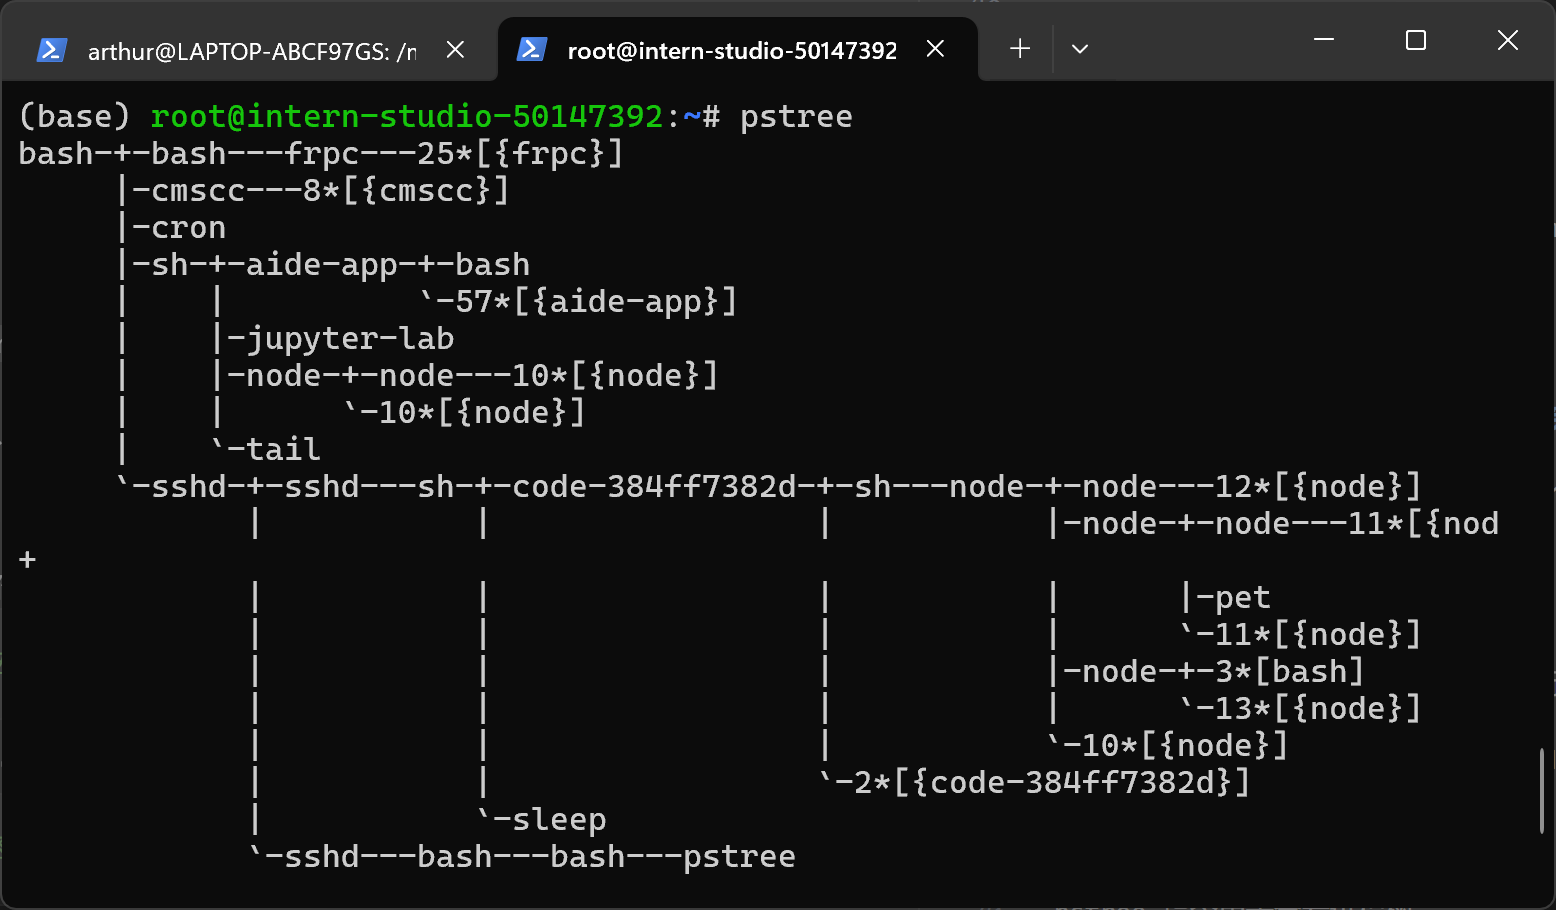 arthur@LAPTOP-ABCF97GS: /n
root@intern-studio-50147392
(base) root@intern-studio-50147392:~# pstree
bash-+-bash---frpc---25*[{frpc}]
     |-cmscc---8*[{cmscc}]
     |-cron
     |-sh-+-aide-app-+-bash
     |    |          `-57*[{aide-app}]
     |    |-jupyter-lab
     |    |-node-+-node---10*[{node}]
     |    |      `-10*[{node}]
     |    `-tail
     `-sshd-+-sshd---sh-+-code-384ff7382d-+-sh---node-+-node---12*[{node}]
            |           |                 |           |-node-+-node---11*[{nod
+
            |           |                 |           |      |-pet
            |           |                 |           |      `-11*[{node}]
            |           |                 |           |-node-+-3*[bash]
            |           |                 |           |      `-13*[{node}]
            |           |                 |           `-10*[{node}]
            |           |                 `-2*[{code-384ff7382d}]
            |           `-sleep
            `-sshd---bash---bash---pstree